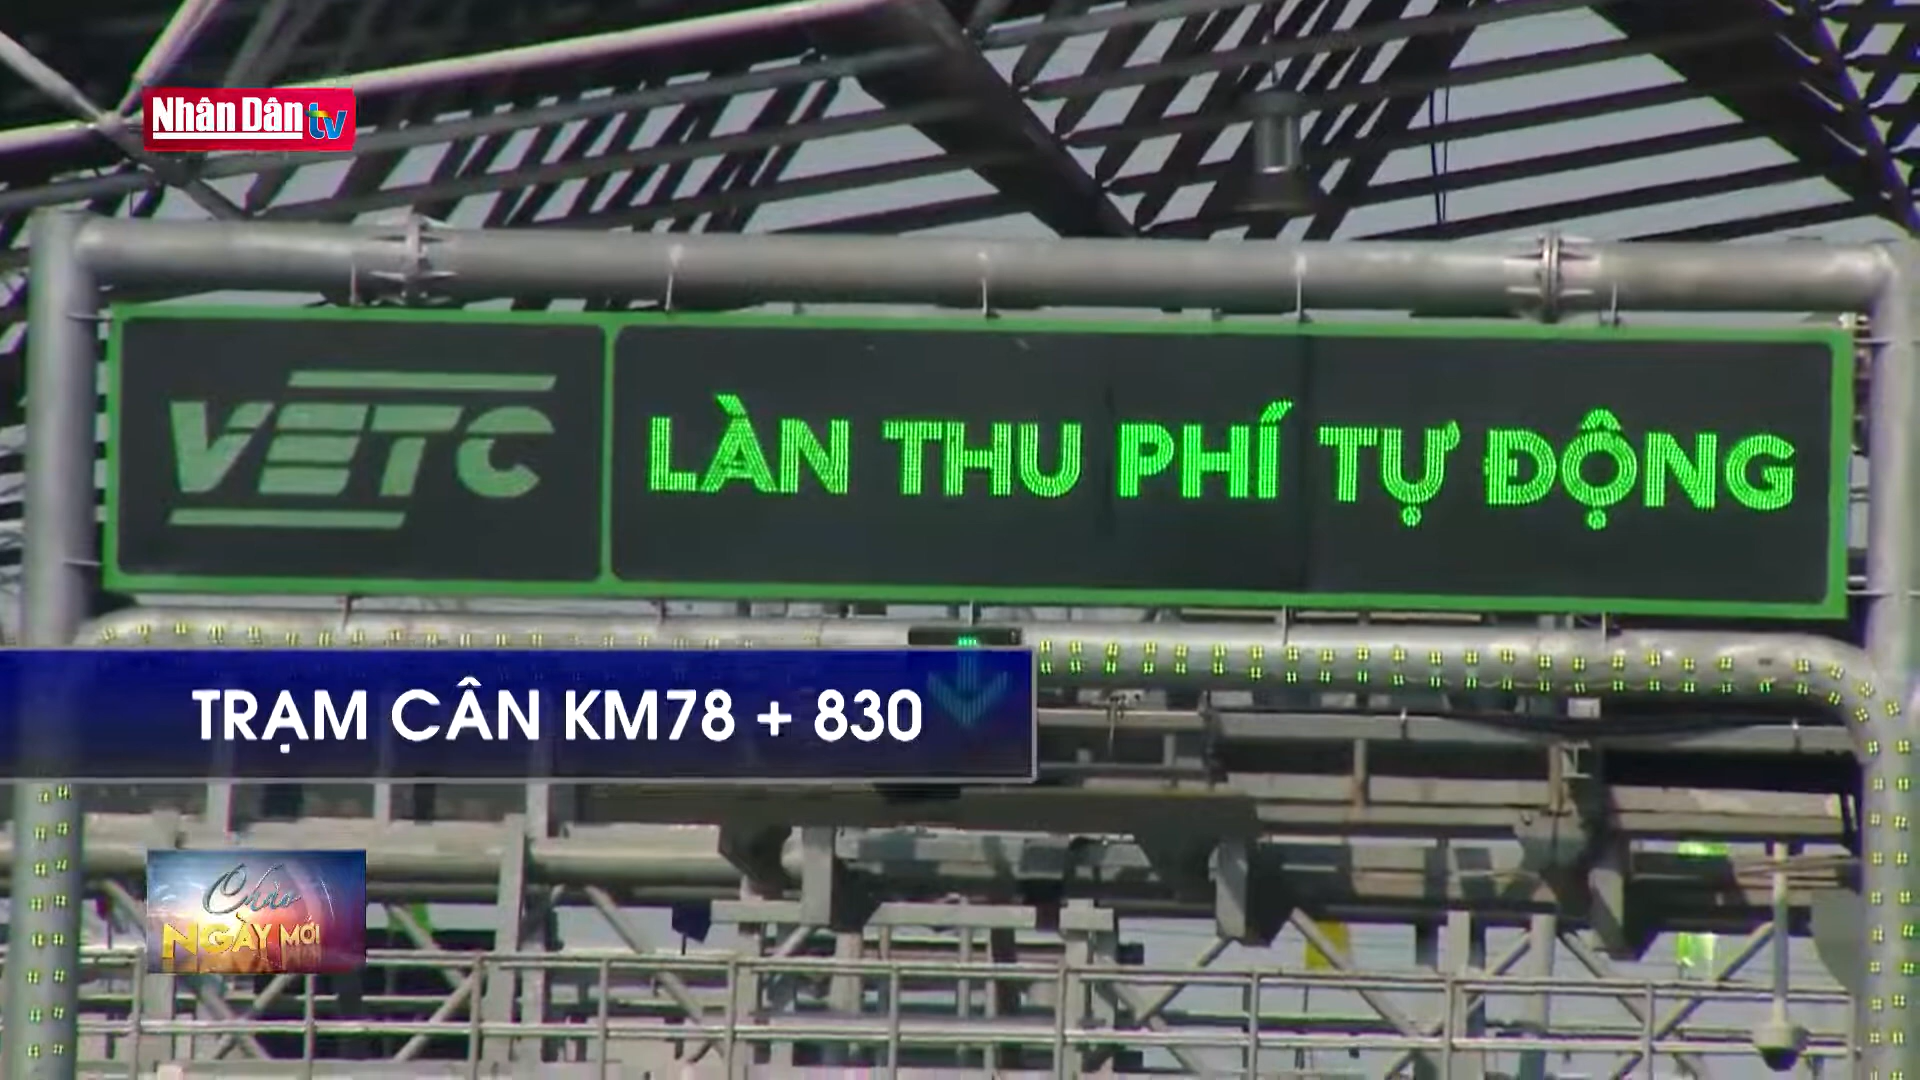 Nhân Dân tv
VETC
LÀN THU PHÍ TỰ ĐỘNG
TRẠM CÂN KM78 + 830
Chào
NGÀY MỚI